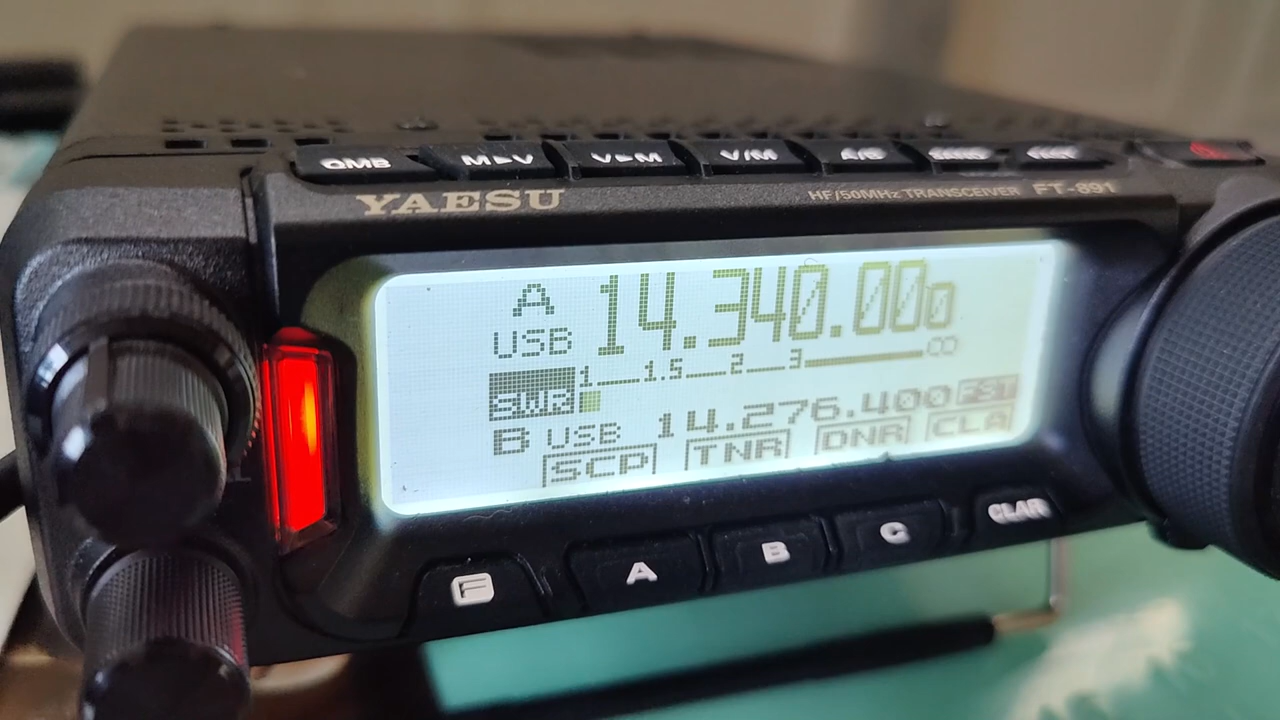 QMB M▶V V▶M V/M A/B
YAESU HF/50MHz TRANSCEIVER FT-891
A 14.340.000
USB
1 1.5 2 3 ∞
SWR
B USB 14.276.400 FST
SCP TNR DNR CLA
F A B C CLAR